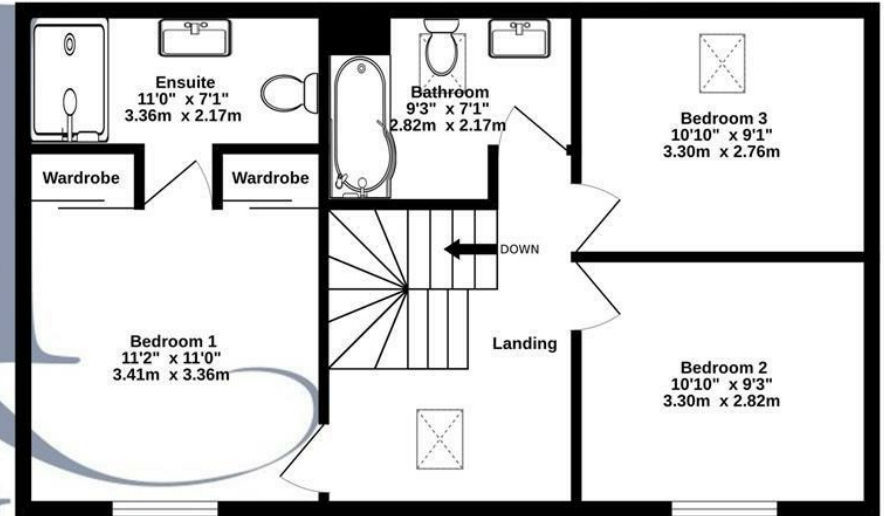 Ensuite
11'0" x 7'1"
3.36m x 2.17m
Bathroom
9'3" x 7'1"
2.82m x 2.17m
Bedroom 3
10'10" x 9'1"
3.30m x 2.76m
Wardrobe
Wardrobe
DOWN
Landing
Bedroom 1
11'2" x 11'0"
3.41m x 3.36m
Bedroom 2
10'10" x 9'3"
3.30m x 2.82m